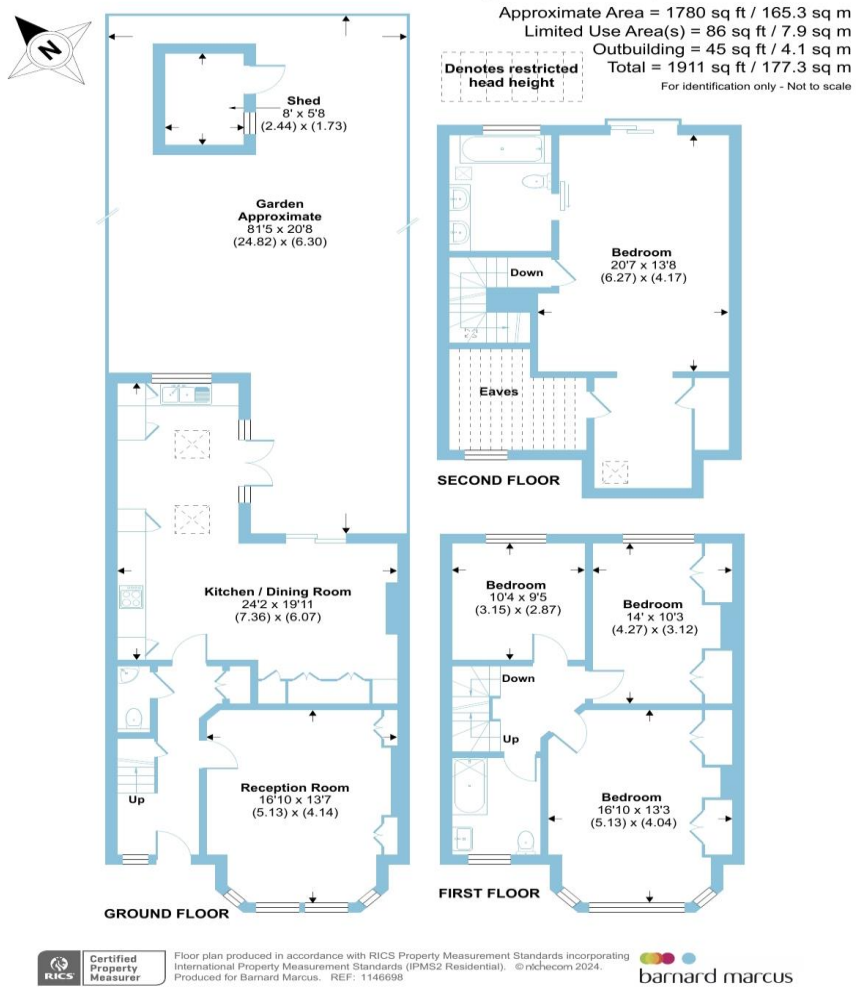 Approximate Area = 1780 sq ft / 165.3 sq m
Limited Use Area(s) = 86 sq ft / 7.9 sq m
Outbuilding = 45 sq ft / 4.1 sq m
Total = 1911 sq ft / 177.3 sq m
For identification only - Not to scale
Denotes restricted
head height
N
Shed
8' x 5'8
(2.44) x (1.73)
Garden
Approximate
81'5 x 20'8
(24.82) x (6.30)
Bedroom
20'7 x 13'8
(6.27) x (4.17)
Down
Eaves
SECOND FLOOR
Kitchen / Dining Room
24'2 x 19'11
(7.36) x (6.07)
Up
Reception Room
16'10 x 13'7
(5.13) x (4.14)
GROUND FLOOR
Bedroom
10'4 x 9'5
(3.15) x (2.87)
Bedroom
14' x 10'3
(4.27) x (3.12)
Down
Up
Bedroom
16'10 x 13'3
(5.13) x (4.04)
FIRST FLOOR
RICS
Certified
Property
Measurer
Floor plan produced in accordance with RICS Property Measurement Standards incorporating
International Property Measurement Standards (IPMS2 Residential). © nichecom 2024.
Produced for Barnard Marcus. REF: 1146698
barnard marcus